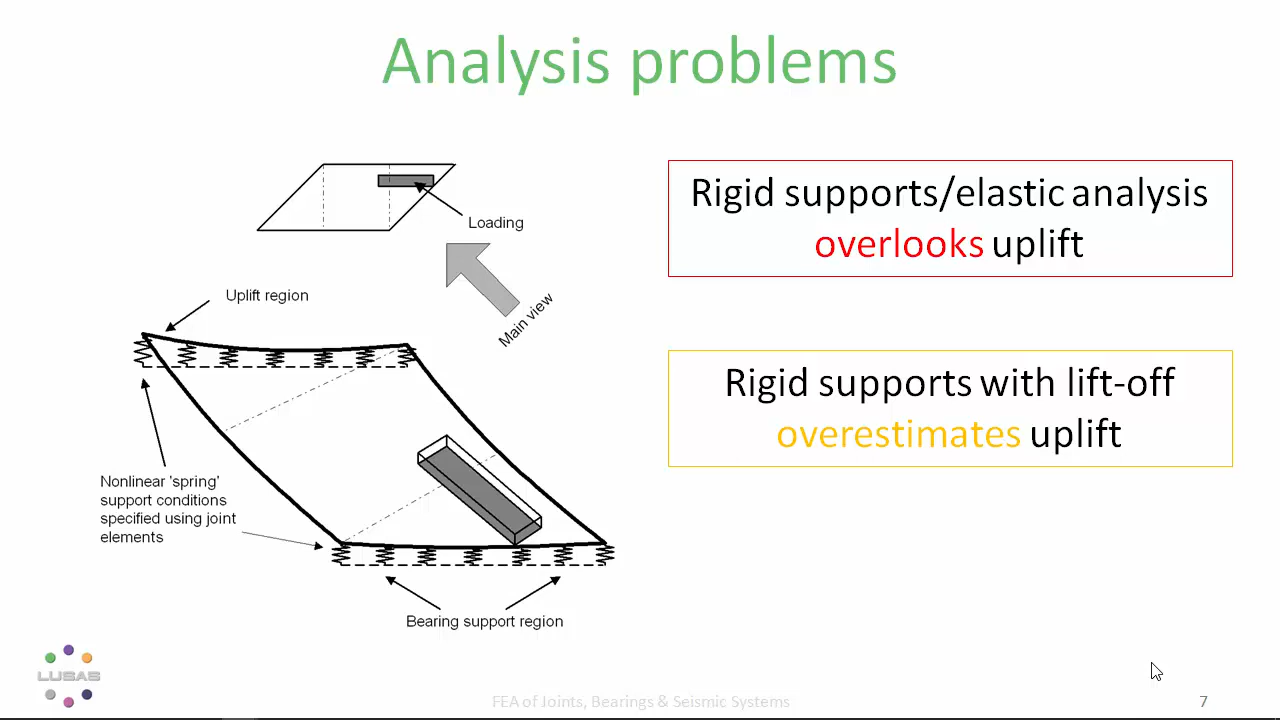 Analysis problems
Loading
Main view
Uplift region
Rigid supports/elastic analysis
overlooks uplift
Rigid supports with lift-off
overestimates uplift
Nonlinear 'spring'
support conditions
specified using joint
elements
Bearing support region
LUSAS
FEA of Joints, Bearings & Seismic Systems
7